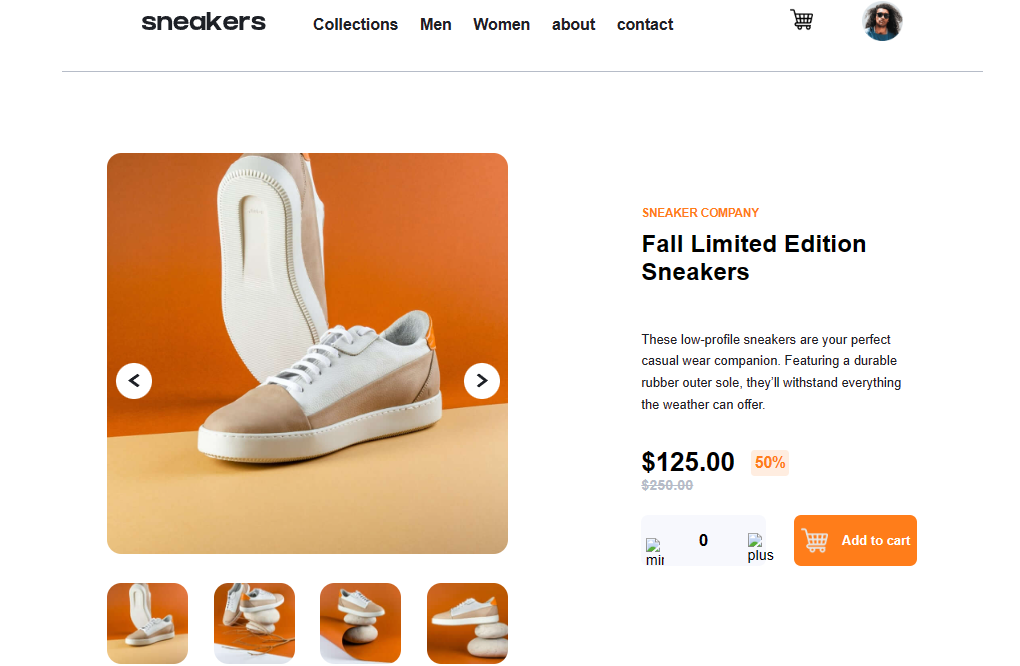 sneakers
Collections Men Women about contact
SNEAKER COMPANY
Fall Limited Edition
Sneakers
These low-profile sneakers are your perfect
casual wear companion. Featuring a durable
rubber outer sole, they’ll withstand everything
the weather can offer.
$125.00 50%
$250.00
0
plus
Add to cart